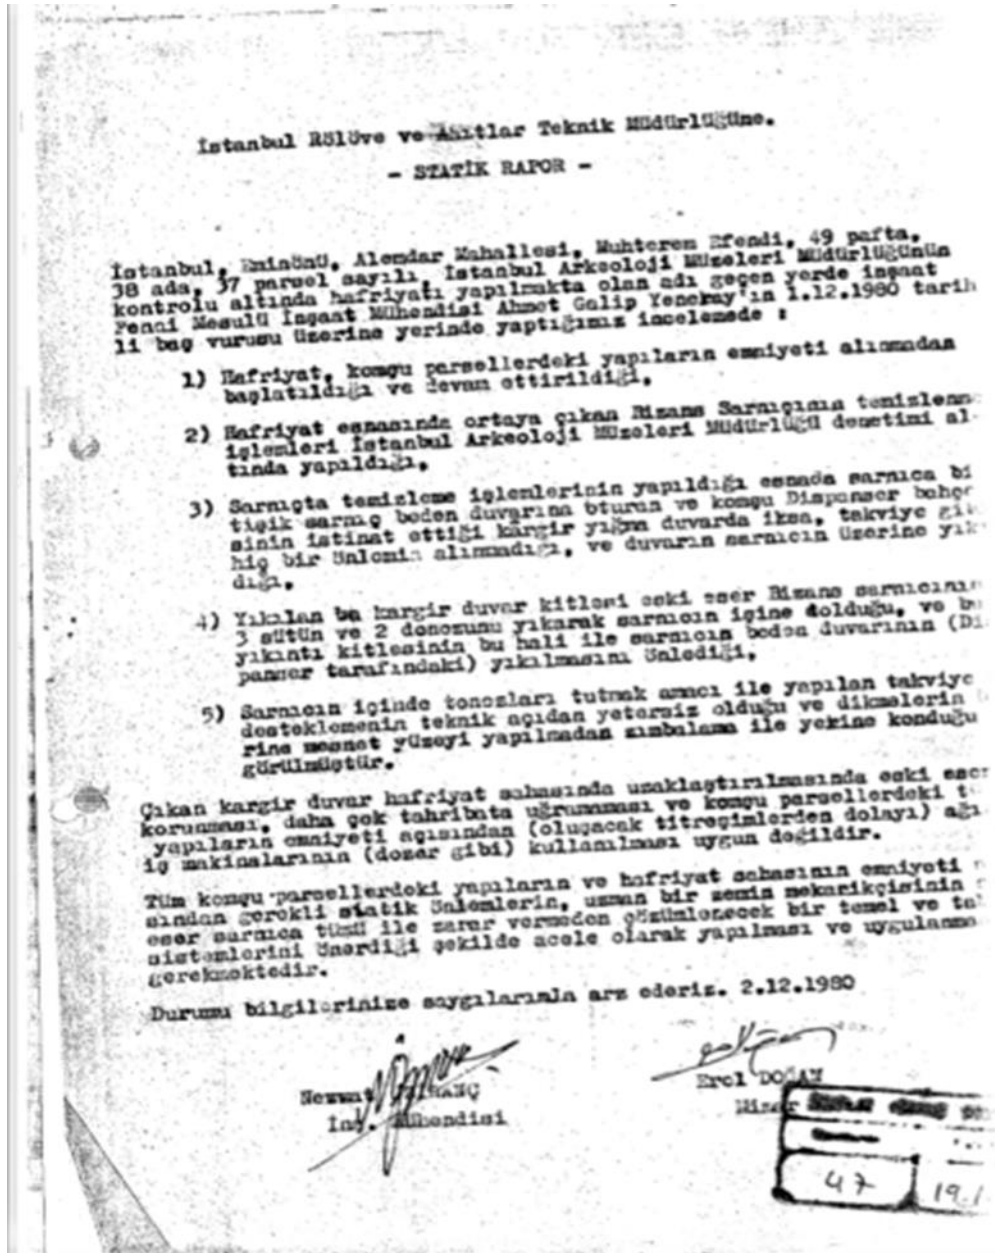 İstanbul Rölöve ve Anıtlar Teknik Müdürlüğüne.
- STATİK RAPOR -
İstanbul, Eminönü, Alemdar Mahallesi, Muhterem Efendi, 49 pafta,
38 ada, 37 parsel sayılı, İstanbul Arkeoloji Müzeleri Müdürlüğünün
kontrolu altında hafriyatı yapılmakta olan adı geçen yerde inşaat
Fenni Mesulü İnşaat Mühendisi Ahmet Galip 1.12.1980 tarih
li baş vurusu üzerine yerinde yaptığımız incelemede :
1) Hafriyat, komşu parsellerdeki yapıların emniyeti alınmadan
başlatıldığı ve devam ettirildiği,
2) Hafriyat esnasında ortaya çıkan Bizans Sarnıçının temizlenme
işlemleri İstanbul Arkeoloji Müzeleri Müdürlüğü denetimi al-
tında yapıldığı,
3) Sarnıçta temizleme işlemlerinin yapıldığı esnada sarnıca bi
tişik sarnıç beden duvarına oturan ve komşu Dispanser bahçe
sinin istinat ettiği kârgir yığma duvarda iksa, takviye gib
hiç bir önlemin alınmadığı, ve duvarın sarnıcın üzerine yık
dığı,
4) Yıkılan bu kargir duvar kitlesi eski eser Bizans sarnıcının
3 sütün ve 2 donozunu yıkarak sarnıcın içine dolduğu, ve bu
yıkıntı kitlesinin bu hali ile sarnıcın beden duvarının (Di
panser tarafındaki) yıkılmasını önlediği,
5) Sarnıcın içinde tonozları tutmak amacı ile yapılan takviye
desteklemenin teknik açıdan yetersiz olduğu ve dikmelerin
rine mesnet yüzeyi yapılmadan zımbalama ile yekine konduğu
görülmüştür.
Çıkan kargir duvar hafriyat sahasında uzaklaştırılmasında eski eser
korunması, daha çok tahribata uğramaması ve komşu parsellerdeki
yapıların emniyeti açısından (oluşacak titreşimlerden dolayı) ağı
iş makinalarının (dozer gibi) kullanılması uygun değildir.
Tüm komşu parsellerdeki yapıların ve hafriyat sahasının emniyeti
sından gerekli statik önlemlerin, uzman bir zemin mekanikçisinin
eser sarnıca tümü ile zarar vermeden çözümlenecek bir temel ve
sistemlerini önerdiği şekilde acele olarak yapılması ve uygulanma
gerekmektedir.
Durumu bilgilerinize saygılarımla arz ederiz. 2.12.1980
Erol DOĞAN
İnş. Mühendisi
47
19.1